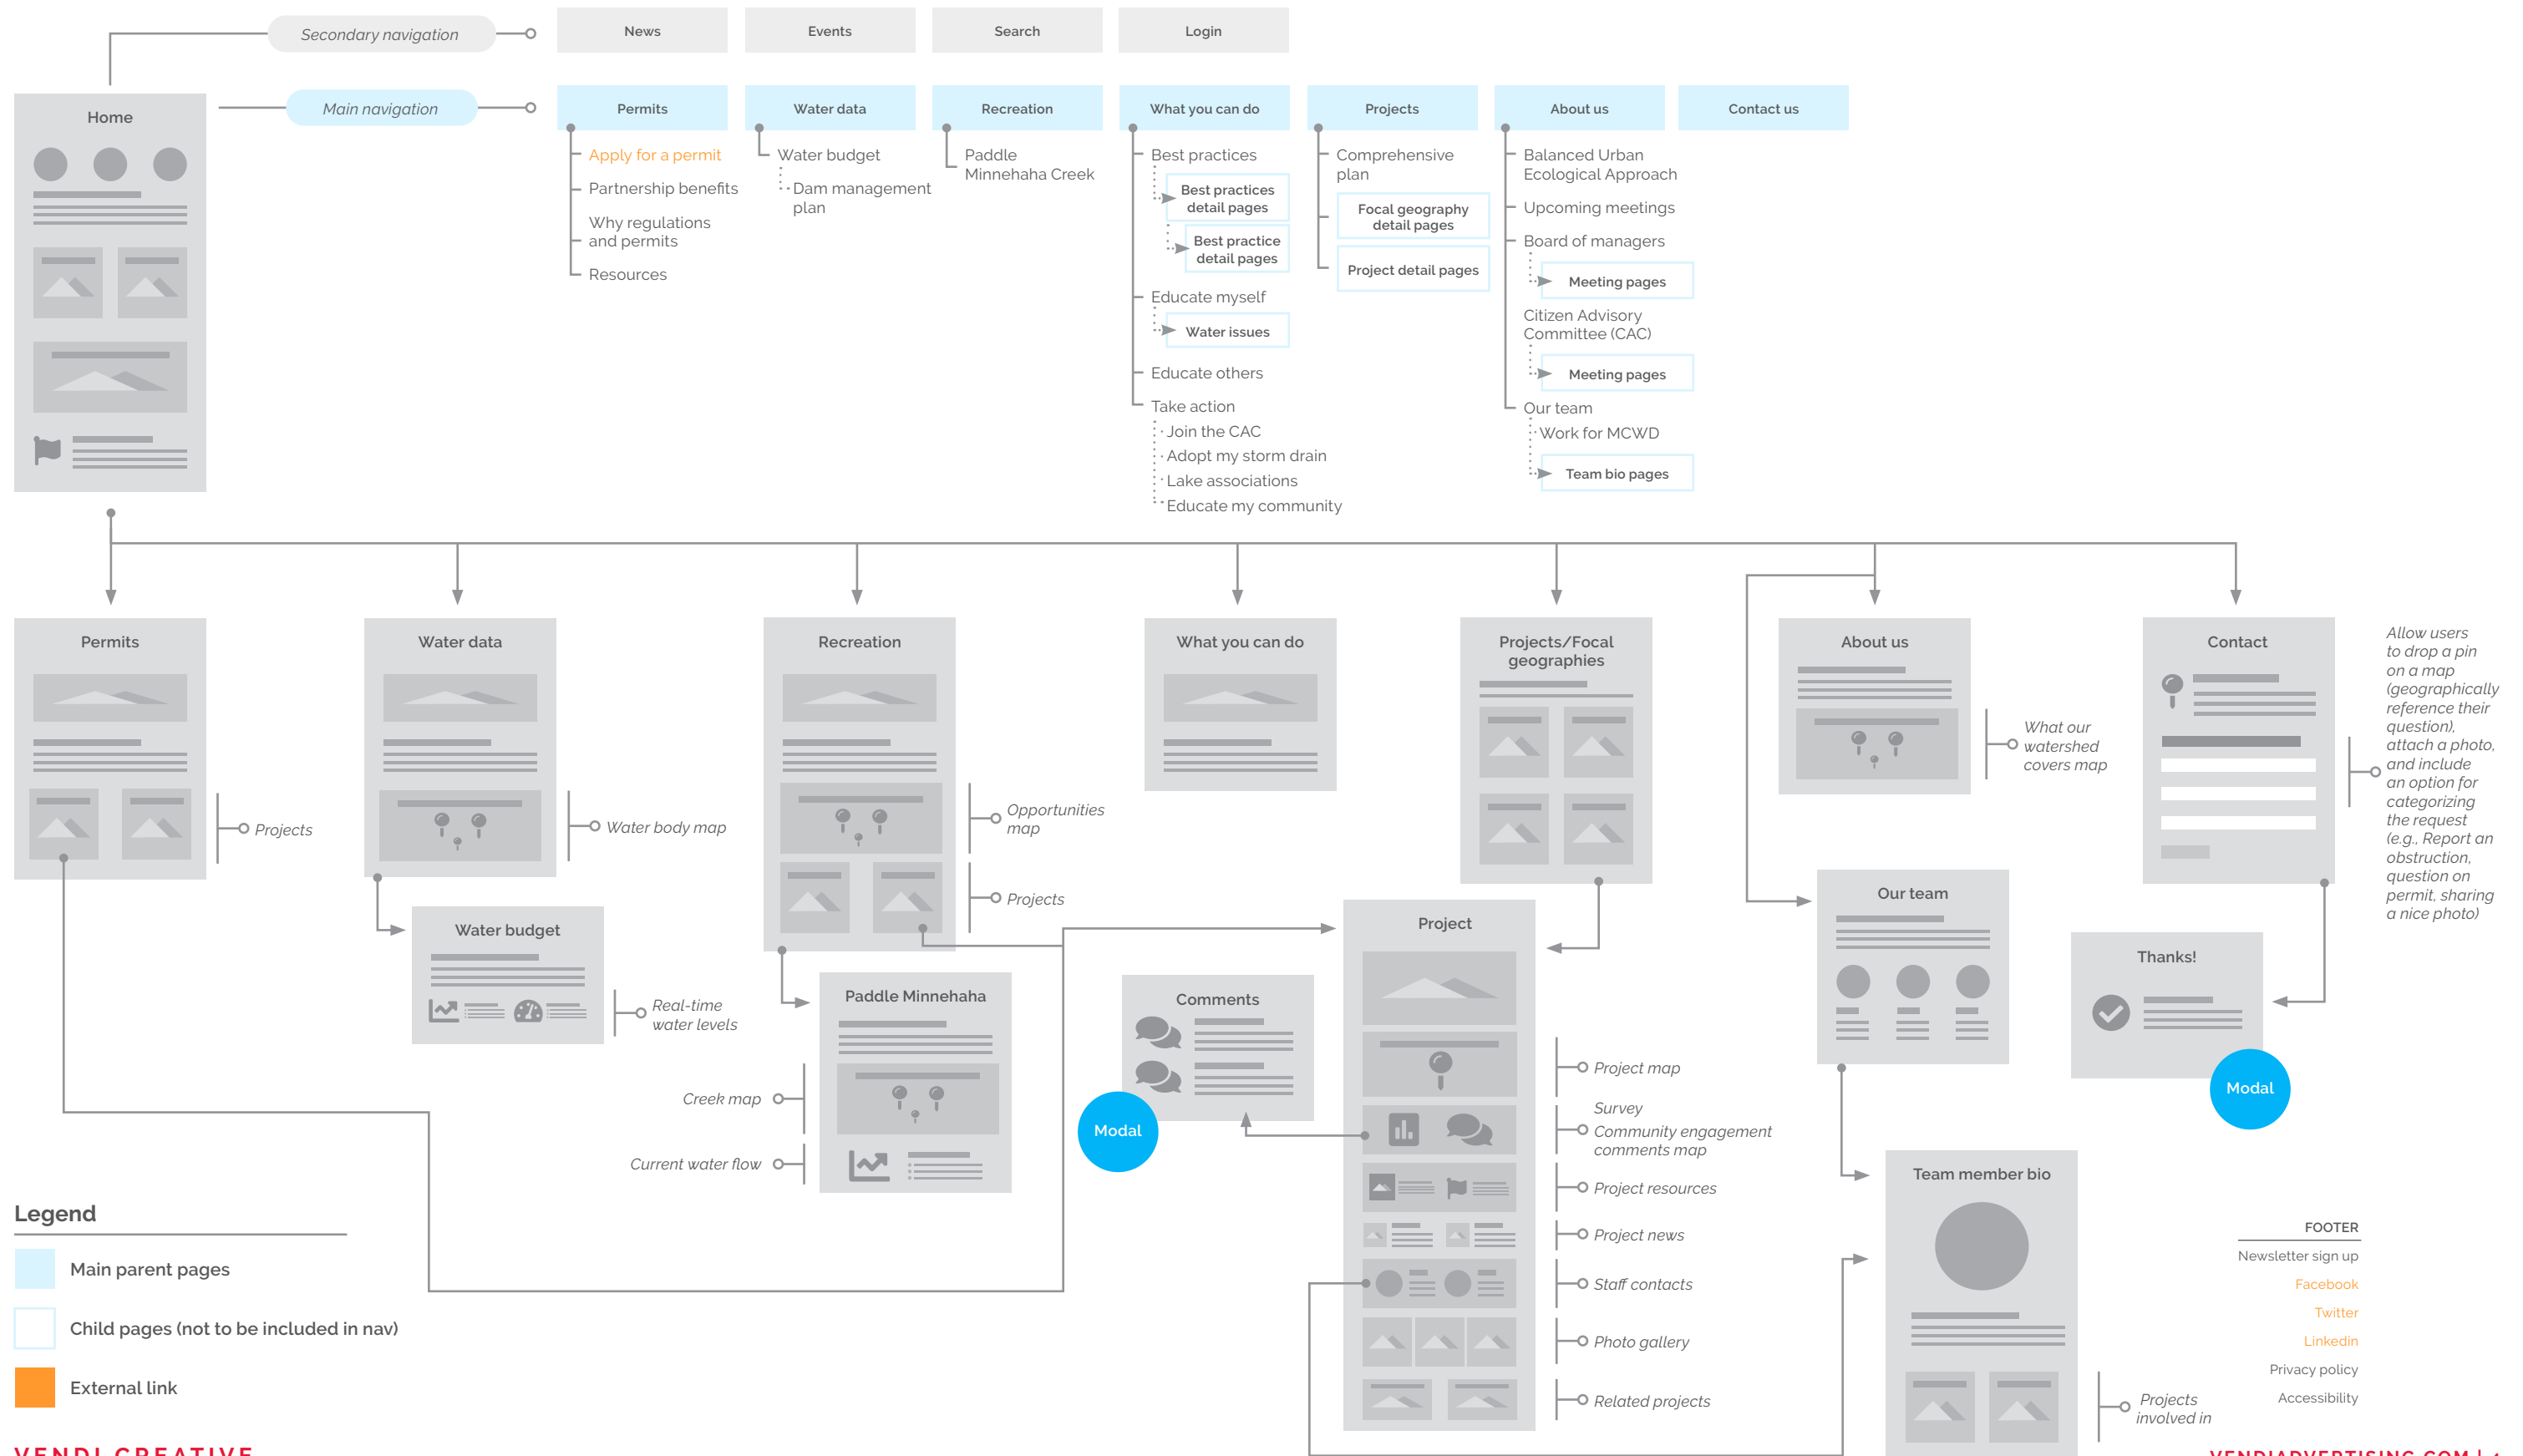 Secondary navigation
News
Events
Search
Login
Main navigation
Permits
Water data
Recreation
What you can do
Projects
About us
Contact us
Home
Apply for a permit
Partnership benefits
Why regulations
and permits
Resources
Water budget
Dam management
plan
Paddle
Minnehaha Creek
Best practices
Best practices
detail pages
Best practice
detail pages
Educate myself
Water issues
Educate others
Take action
Join the CAC
Adopt my storm drain
Lake associations
Educate my community
Comprehensive
plan
Focal geography
detail pages
Project detail pages
Balanced Urban
Ecological Approach
Upcoming meetings
Board of managers
Meeting pages
Citizen Advisory
Committee (CAC)
Meeting pages
Our team
Work for MCWD
Team bio pages
Permits
Projects
Water data
Water body map
Water budget
Real-time
water levels
Recreation
Opportunities
map
Projects
Paddle Minnehaha
Creek map
Current water flow
What you can do
Projects/Focal
geographies
Project
Project map
Survey
Community engagement
comments map
Project resources
Project news
Staff contacts
Photo gallery
Related projects
Comments
Modal
About us
What our
watershed
covers map
Our team
Team member bio
Projects
involved in
Contact
Allow users
to drop a pin
on a map
(geographically
reference their
question),
attach a photo,
and include
an option for
categorizing
the request
(e.g., Report an
obstruction,
question on
permit, sharing
a nice photo)
Thanks!
Modal
Legend
Main parent pages
Child pages (not to be included in nav)
External link
FOOTER
Newsletter sign up
Facebook
Twitter
Linkedin
Privacy policy
Accessibility
VENDI CREATIVE
VENDIADVERTISING.COM |